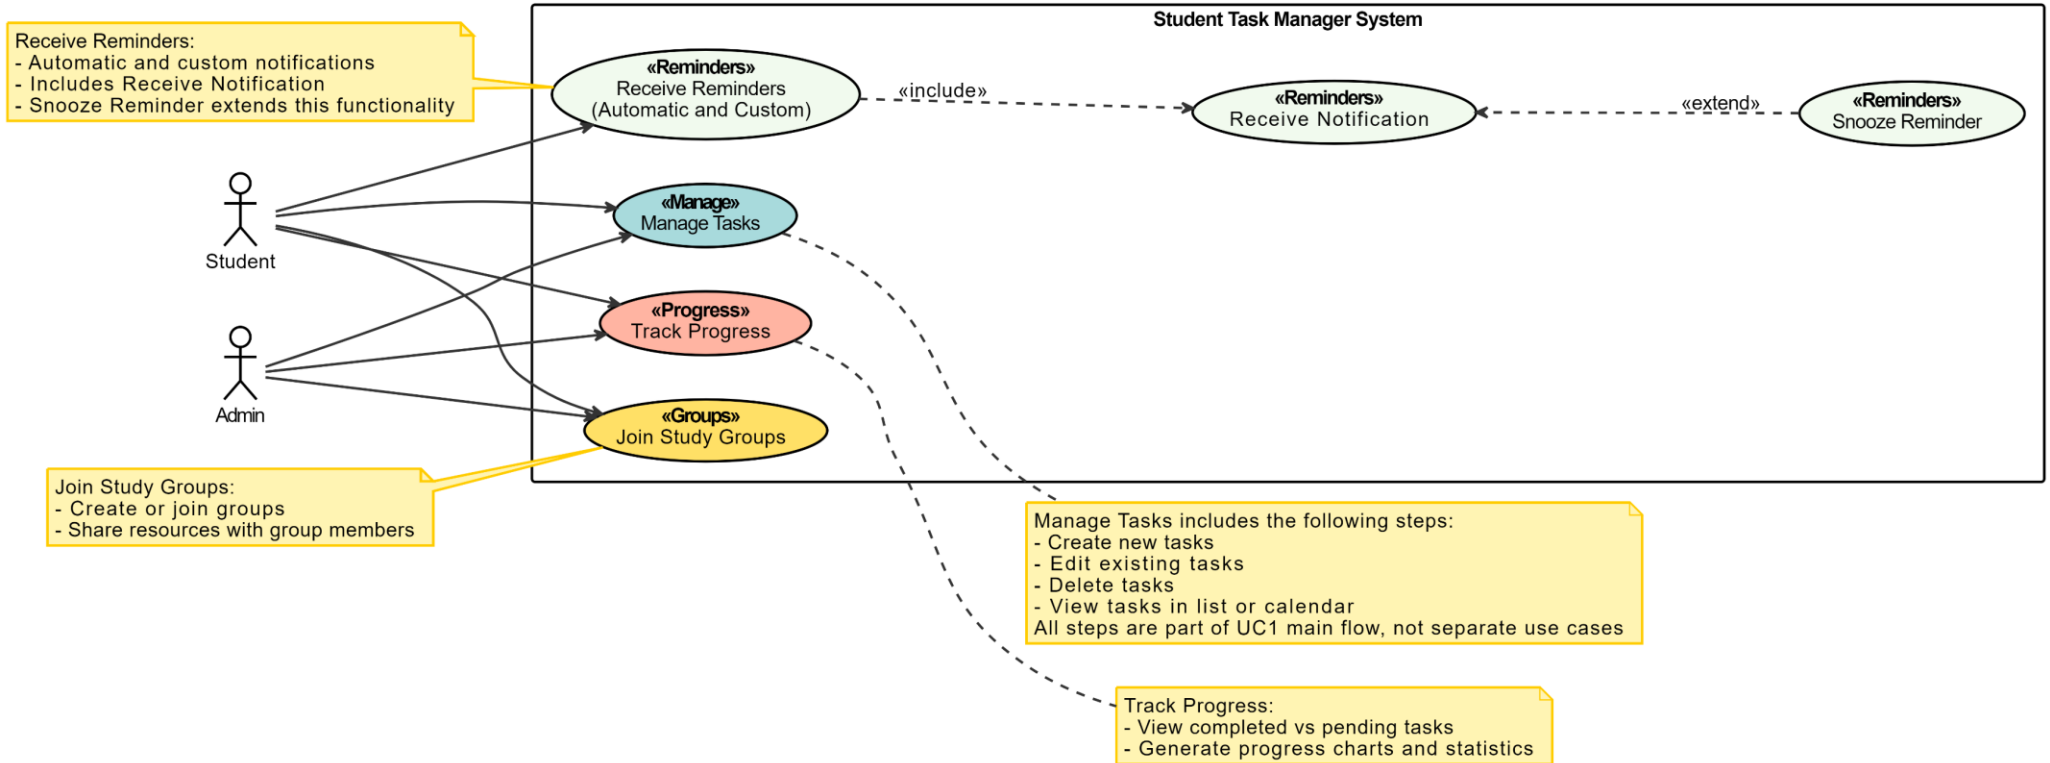 Student Task Manager System
Receive Reminders:
- Automatic and custom notifications
- Includes Receive Notification
- Snooze Reminder extends this functionality
«Reminders»
Receive Reminders
(Automatic and Custom)
«include»
«Reminders»
Receive Notification
«extend»
«Reminders»
Snooze Reminder
Student
«Manage»
Manage Tasks
«Progress»
Track Progress
Admin
«Groups»
Join Study Groups
Join Study Groups:
- Create or join groups
- Share resources with group members
Manage Tasks includes the following steps:
- Create new tasks
- Edit existing tasks
- Delete tasks
- View tasks in list or calendar
All steps are part of UC1 main flow, not separate use cases
Track Progress:
- View completed vs pending tasks
- Generate progress charts and statistics